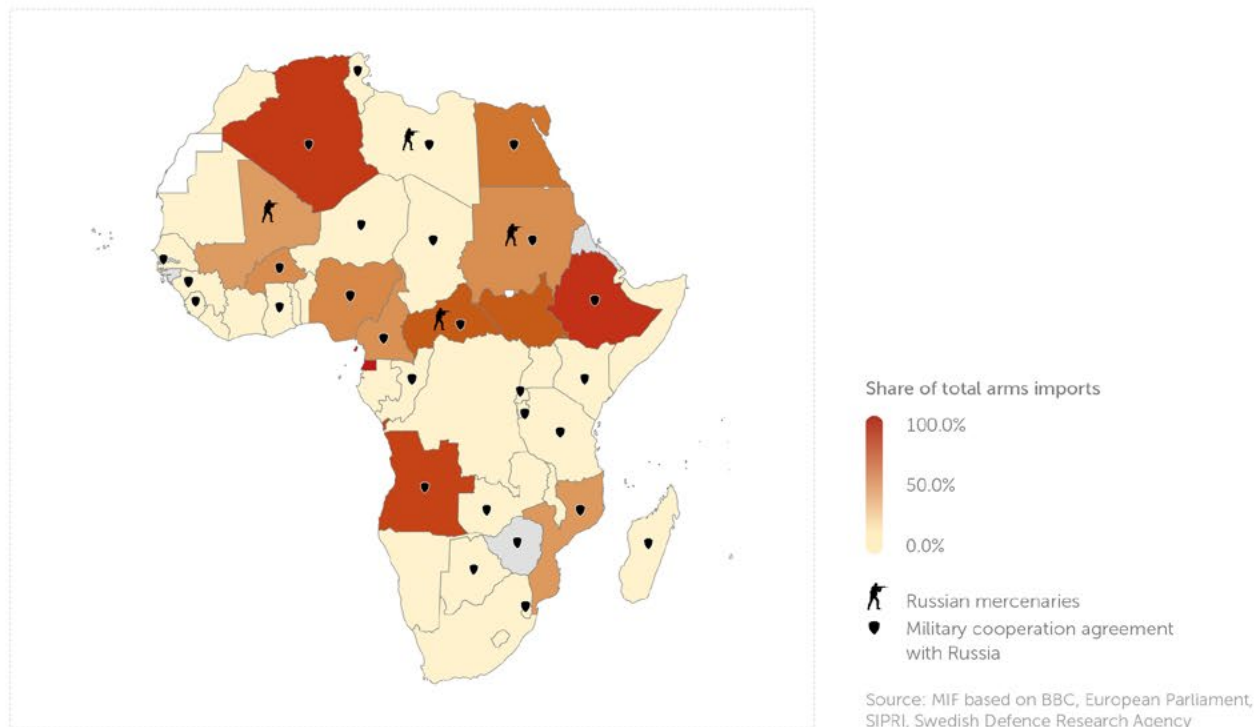 Share of total arms imports
100.0%
50.0%
0.0%
Russian mercenaries
Military cooperation agreement
with Russia
Source: MIF based on BBC, European Parliament,
SIPRI, Swedish Defence Research Agency